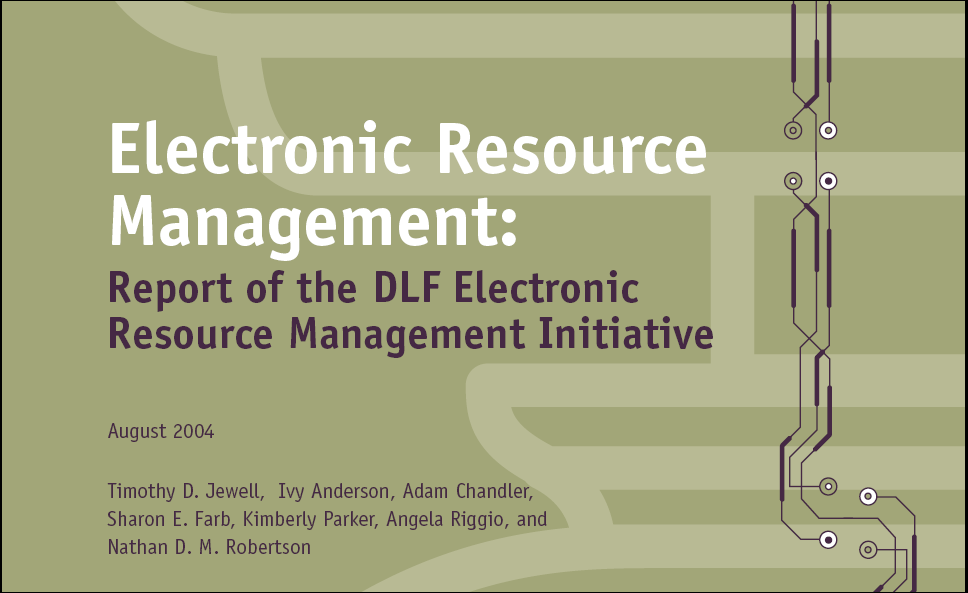 Electronic Resource
Management:
Report of the DLF Electronic
Resource Management Initiative
August 2004
Timothy D. Jewell,  Ivy Anderson, Adam Chandler,
Sharon E. Farb, Kimberly Parker, Angela Riggio, and
Nathan D. M. Robertson